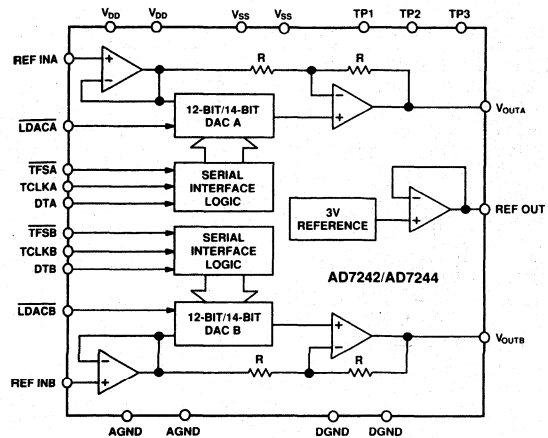 VDD VDD VSS VSS TP1 TP2 TP3
REF INA
R R
12-BIT/14-BIT
DAC A
LDACA
VOUTA
TFSA
TCLKA
DTA
SERIAL
INTERFACE
LOGIC
3V
REFERENCE
REF OUT
TFSB
TCLKB
DTB
SERIAL
INTERFACE
LOGIC
AD7242/AD7244
LDACB
12-BIT/14-BIT
DAC B
VOUTB
R R
REF INB
AGND AGND DGND DGND